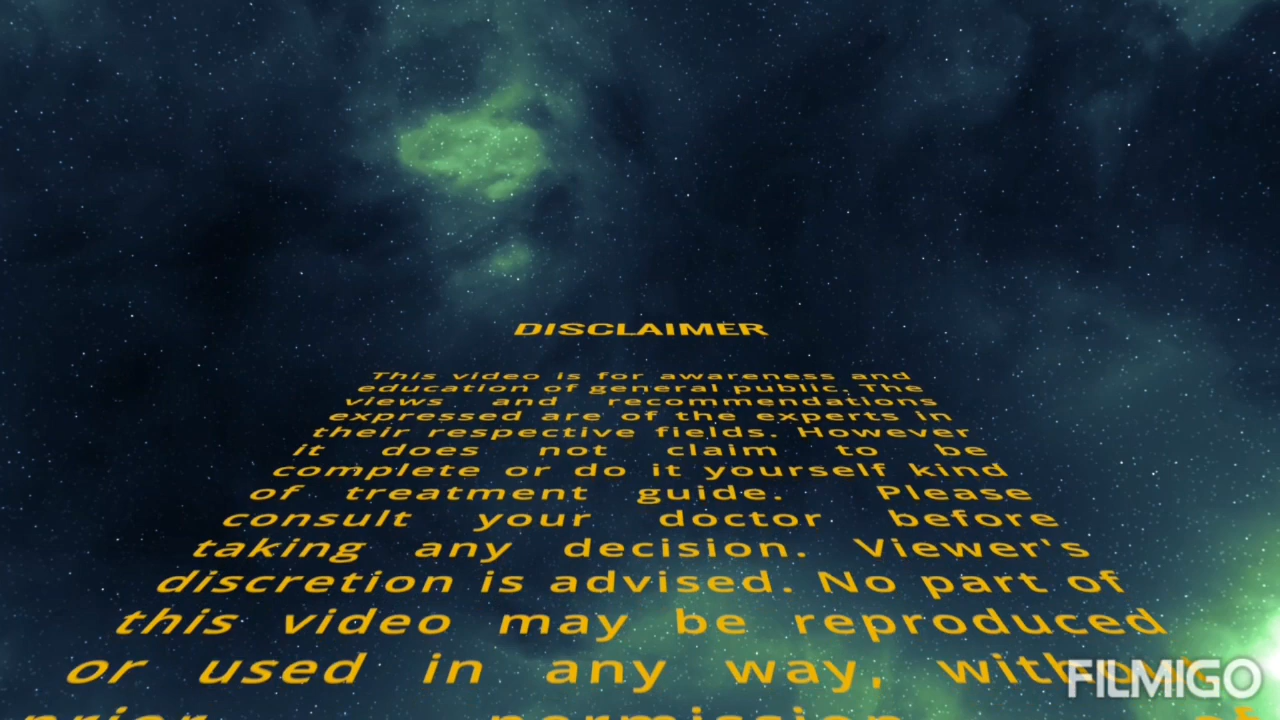 DISCLAIMER
This video is for awareness and
education of general public. The
views and recommendations
expressed are of the experts in
their respective fields. However
it does not claim to be
complete or do it yourself kind
of treatment guide. Please
consult your doctor before
taking any decision. Viewer's
discretion is advised. No part of
this video may be reproduced
or used in any way, without
prior permission
FILMIGO